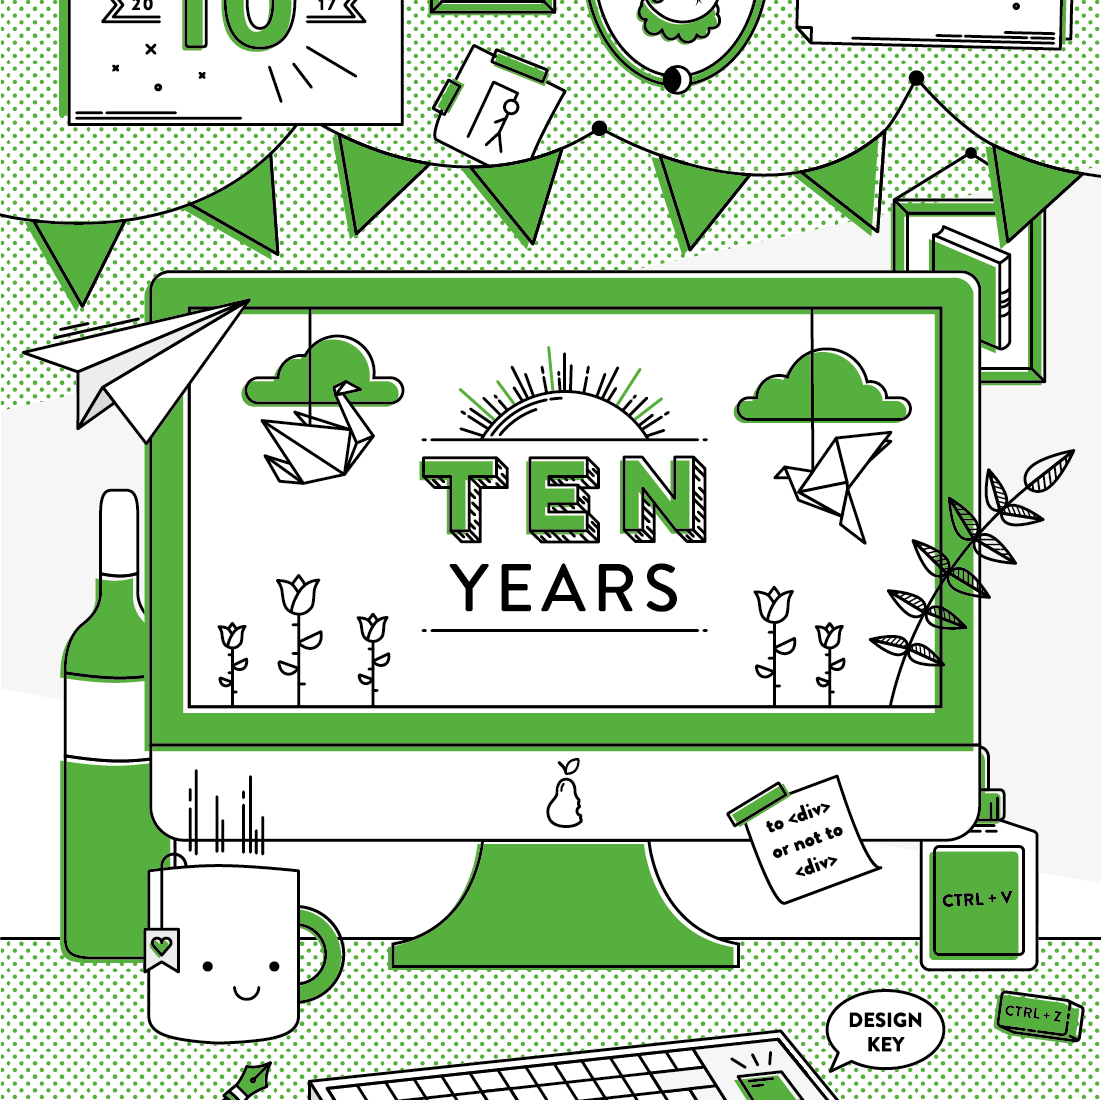 20 10 17
TEN
YEARS
to <div>
or not to
<div>
CTRL + V
DESIGN
KEY
CTRL + Z